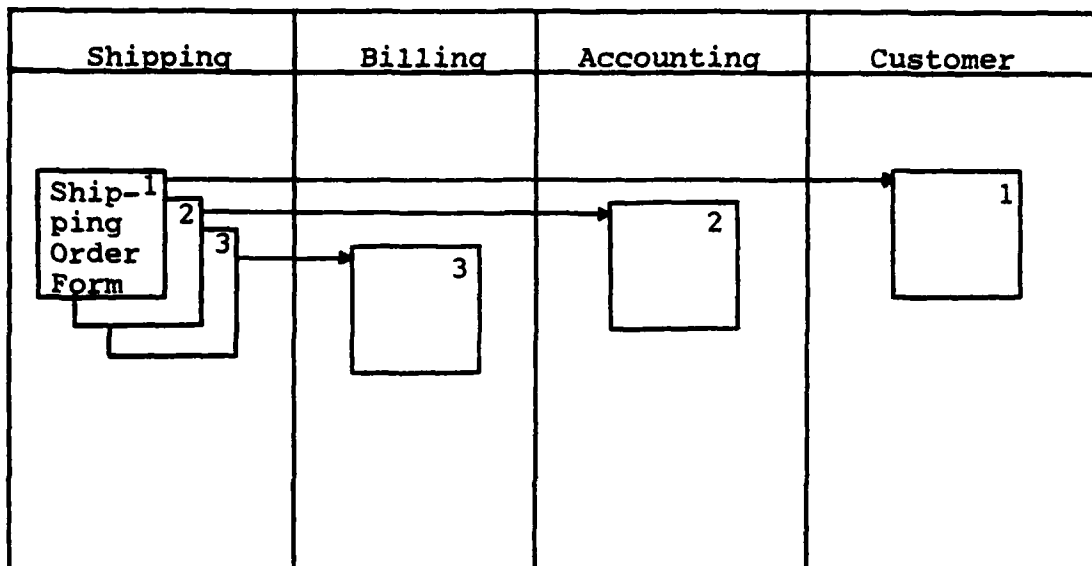 Shipping Billing Accounting Customer
Ship- 1
ping
Order
Form
2
3
3
2
1